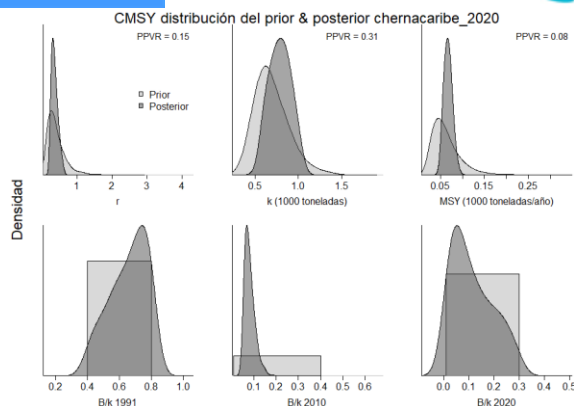 CMSY distribución del prior & posterior chernacaribe_2020
PPVR = 0.15
PPVR = 0.31
PPVR = 0.08
Prior
Posterior
1 2 3 4
0.5 1.0 1.5
0.05 0.15 0.25
r
k (1000 toneladas)
MSY (1000 toneladas/año)
Densidad
0.2 0.4 0.6 0.8 1.0
0.1 0.2 0.3 0.4 0.5 0.6
0.0 0.1 0.2 0.3 0.4 0.5
B/k 1991
B/k 2010
B/k 2020